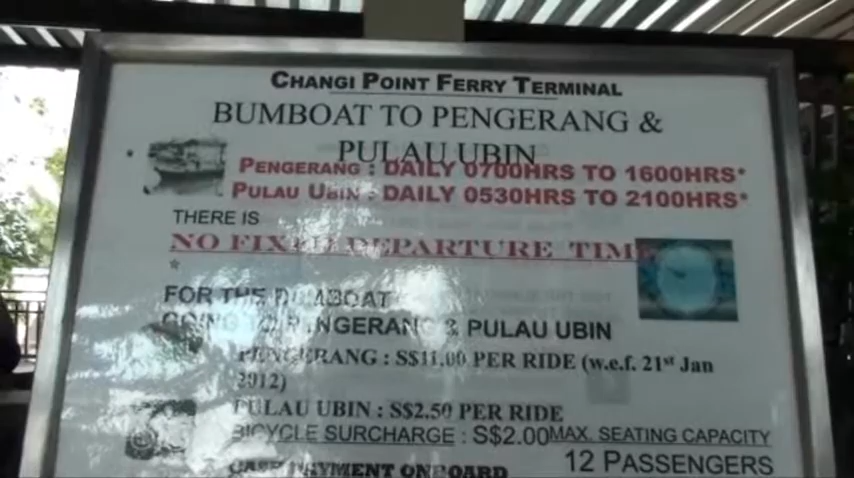 CHANGI POINT FERRY TERMINAL
BUMBOAT TO PENGERANG &
PULAU UBIN
PENGERANG : DAILY 0700HRS TO 1600HRS*
PULAU UBIN : DAILY 0530HRS TO 2100HRS*
THERE IS
NO FIXED DEPARTURE TIME
*
FOR THE BUMBOAT
GOING TO PENGERANG & PULAU UBIN
PENGERANG : S$11.00 PER RIDE (w.e.f. 21st Jan
2012)
PULAU UBIN : S$2.50 PER RIDE
BICYCLE SURCHARGE : S$2.00
MAX. SEATING CAPACITY
12 PASSENGERS
CASH PAYMENT ONBOARD